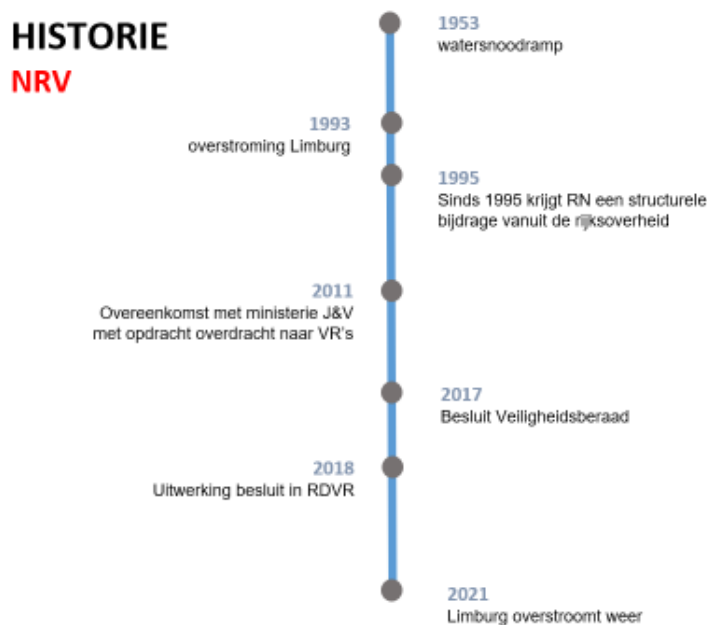 HISTORIE
NRV
1953
watersnoodramp
1993
overstroming Limburg
1995
Sinds 1995 krijgt RN een structurele
bijdrage vanuit de rijksoverheid
2011
Overeenkomst met ministerie J&V
met opdracht overdracht naar VR's
2017
Besluit Veiligheidsberaad
2018
Uitwerking besluit in RDVR
2021
Limburg overstroomt weer